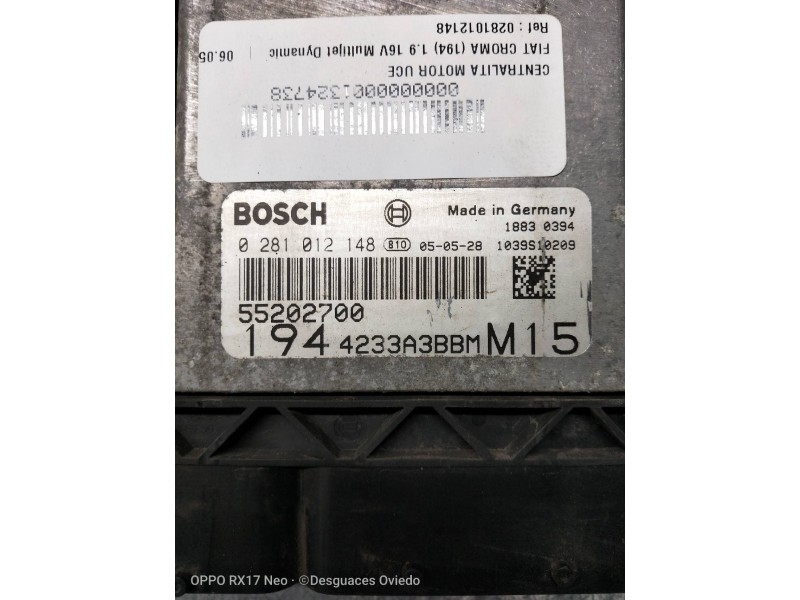 CENTRALITA MOTOR UCE
FIAT CROMA (194) 1.9 16V Multijet Dynamic | 06.05
Ref : 0281012148
00000000001324738
BOSCH Made in Germany
1883 0394
0 281 012 148 810 05-05-28 1039S10209
55202700
194 4233A3BBM M15
OPPO RX17 Neo · ©Desguaces Oviedo